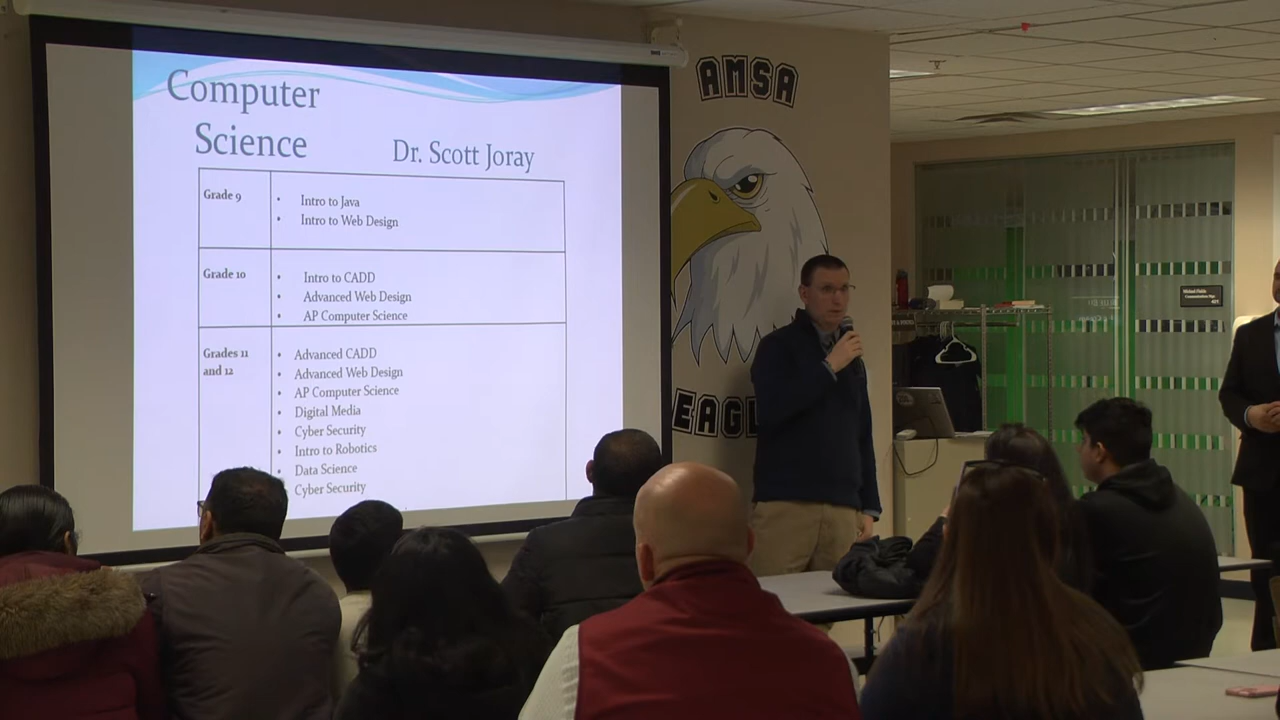 Computer
Science
Dr. Scott Joray
Grade 9
• Intro to Java
• Intro to Web Design
Grade 10
• Intro to CADD
• Advanced Web Design
• AP Computer Science
Grades 11
and 12
• Advanced CADD
• Advanced Web Design
• AP Computer Science
• Digital Media
• Cyber Security
• Intro to Robotics
• Data Science
• Cyber Security
AMSA